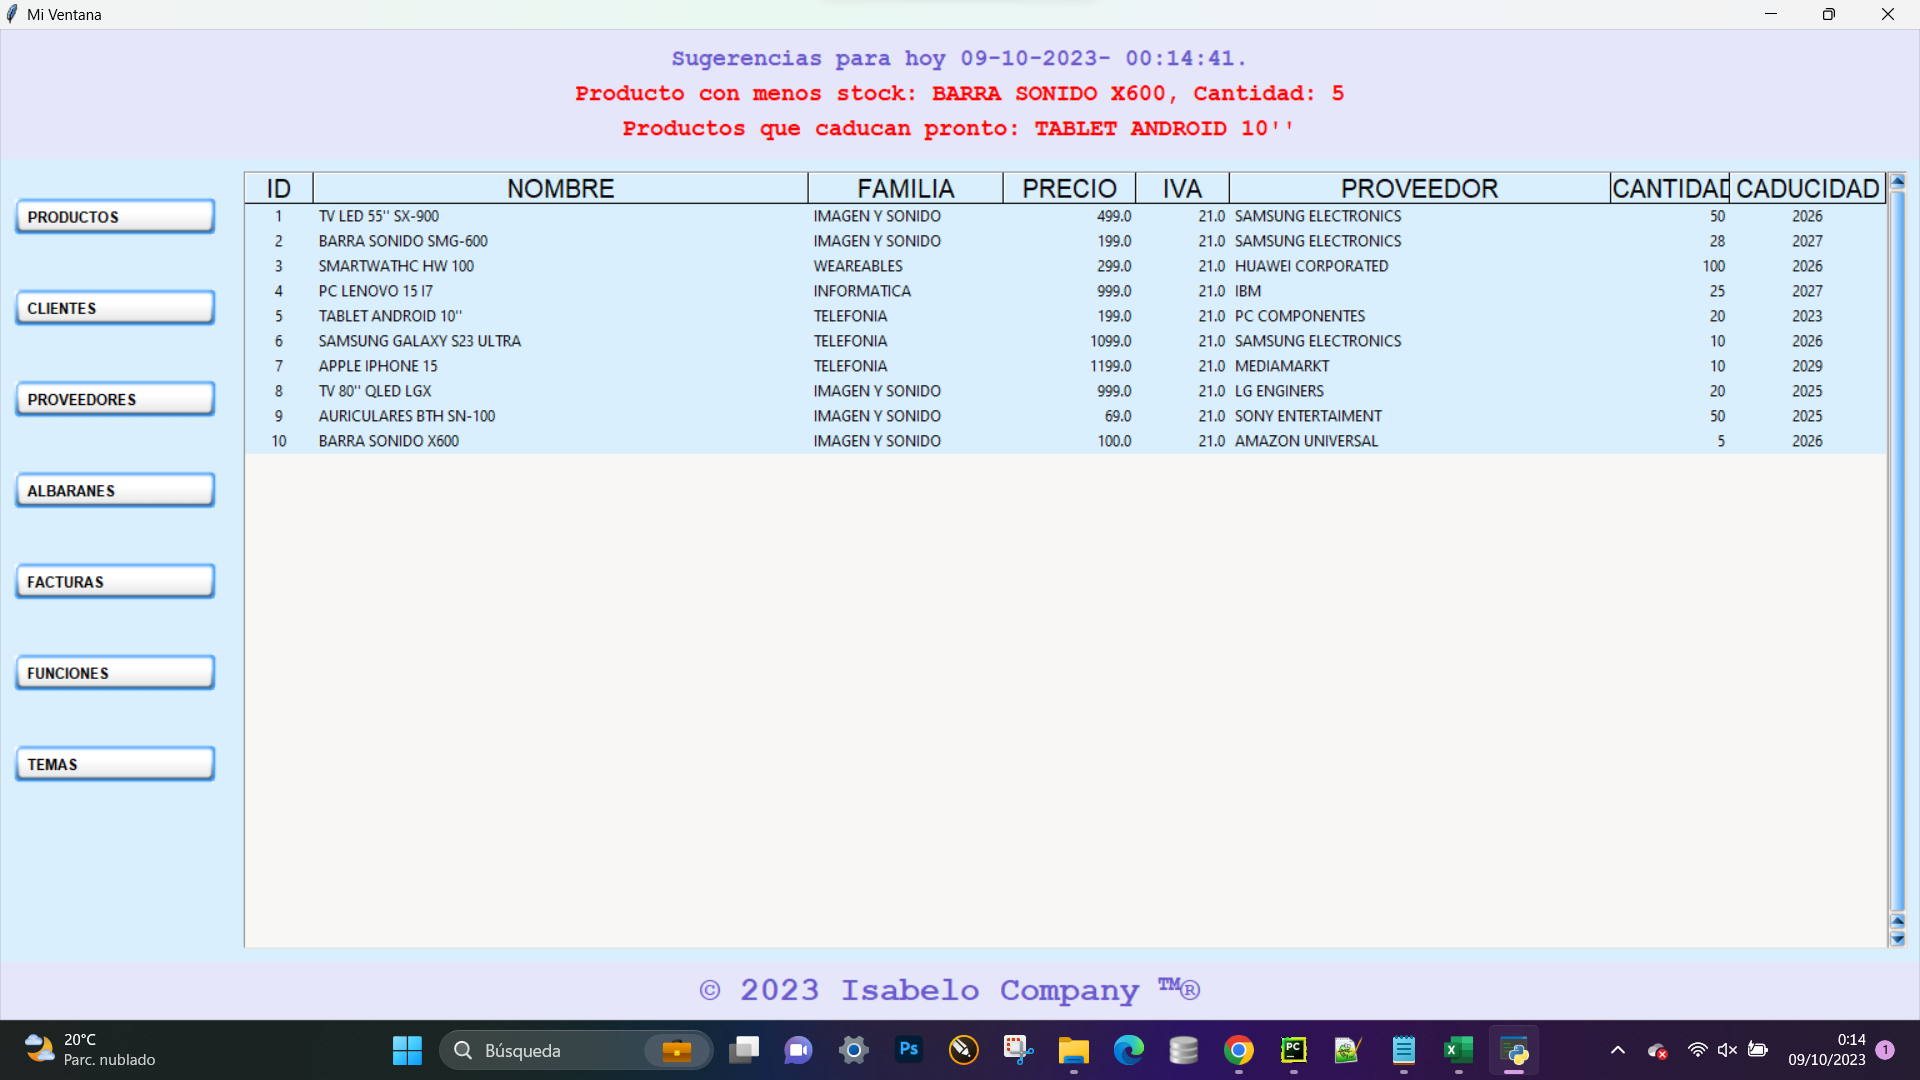 Mi Ventana
Sugerencias para hoy 09-10-2023- 00:14:41.
Producto con menos stock: BARRA SONIDO X600, Cantidad: 5
Productos que caducan pronto: TABLET ANDROID 10''
PRODUCTOS
CLIENTES
PROVEEDORES
ALBARANES
FACTURAS
FUNCIONES
TEMAS
ID NOMBRE FAMILIA PRECIO IVA PROVEEDOR CANTIDAD CADUCIDAD
1 TV LED 55'' SX-900 IMAGEN Y SONIDO 499.0 21.0 SAMSUNG ELECTRONICS 50 2026
2 BARRA SONIDO SMG-600 IMAGEN Y SONIDO 199.0 21.0 SAMSUNG ELECTRONICS 28 2027
3 SMARTWATHC HW 100 WEAREABLES 299.0 21.0 HUAWEI CORPORATED 100 2026
4 PC LENOVO 15 I7 INFORMATICA 999.0 21.0 IBM 25 2027
5 TABLET ANDROID 10'' TELEFONIA 199.0 21.0 PC COMPONENTES 20 2023
6 SAMSUNG GALAXY S23 ULTRA TELEFONIA 1099.0 21.0 SAMSUNG ELECTRONICS 10 2026
7 APPLE IPHONE 15 TELEFONIA 1199.0 21.0 MEDIAMARKT 10 2029
8 TV 80'' QLED LGX IMAGEN Y SONIDO 999.0 21.0 LG ENGINERS 20 2025
9 AURICULARES BTH SN-100 IMAGEN Y SONIDO 69.0 21.0 SONY ENTERTAIMENT 50 2025
10 BARRA SONIDO X600 IMAGEN Y SONIDO 100.0 21.0 AMAZON UNIVERSAL 5 2026
© 2023 Isabelo Company ™®
20°C
Parc. nublado
Búsqueda
Ps
PC
0:14
09/10/2023
1